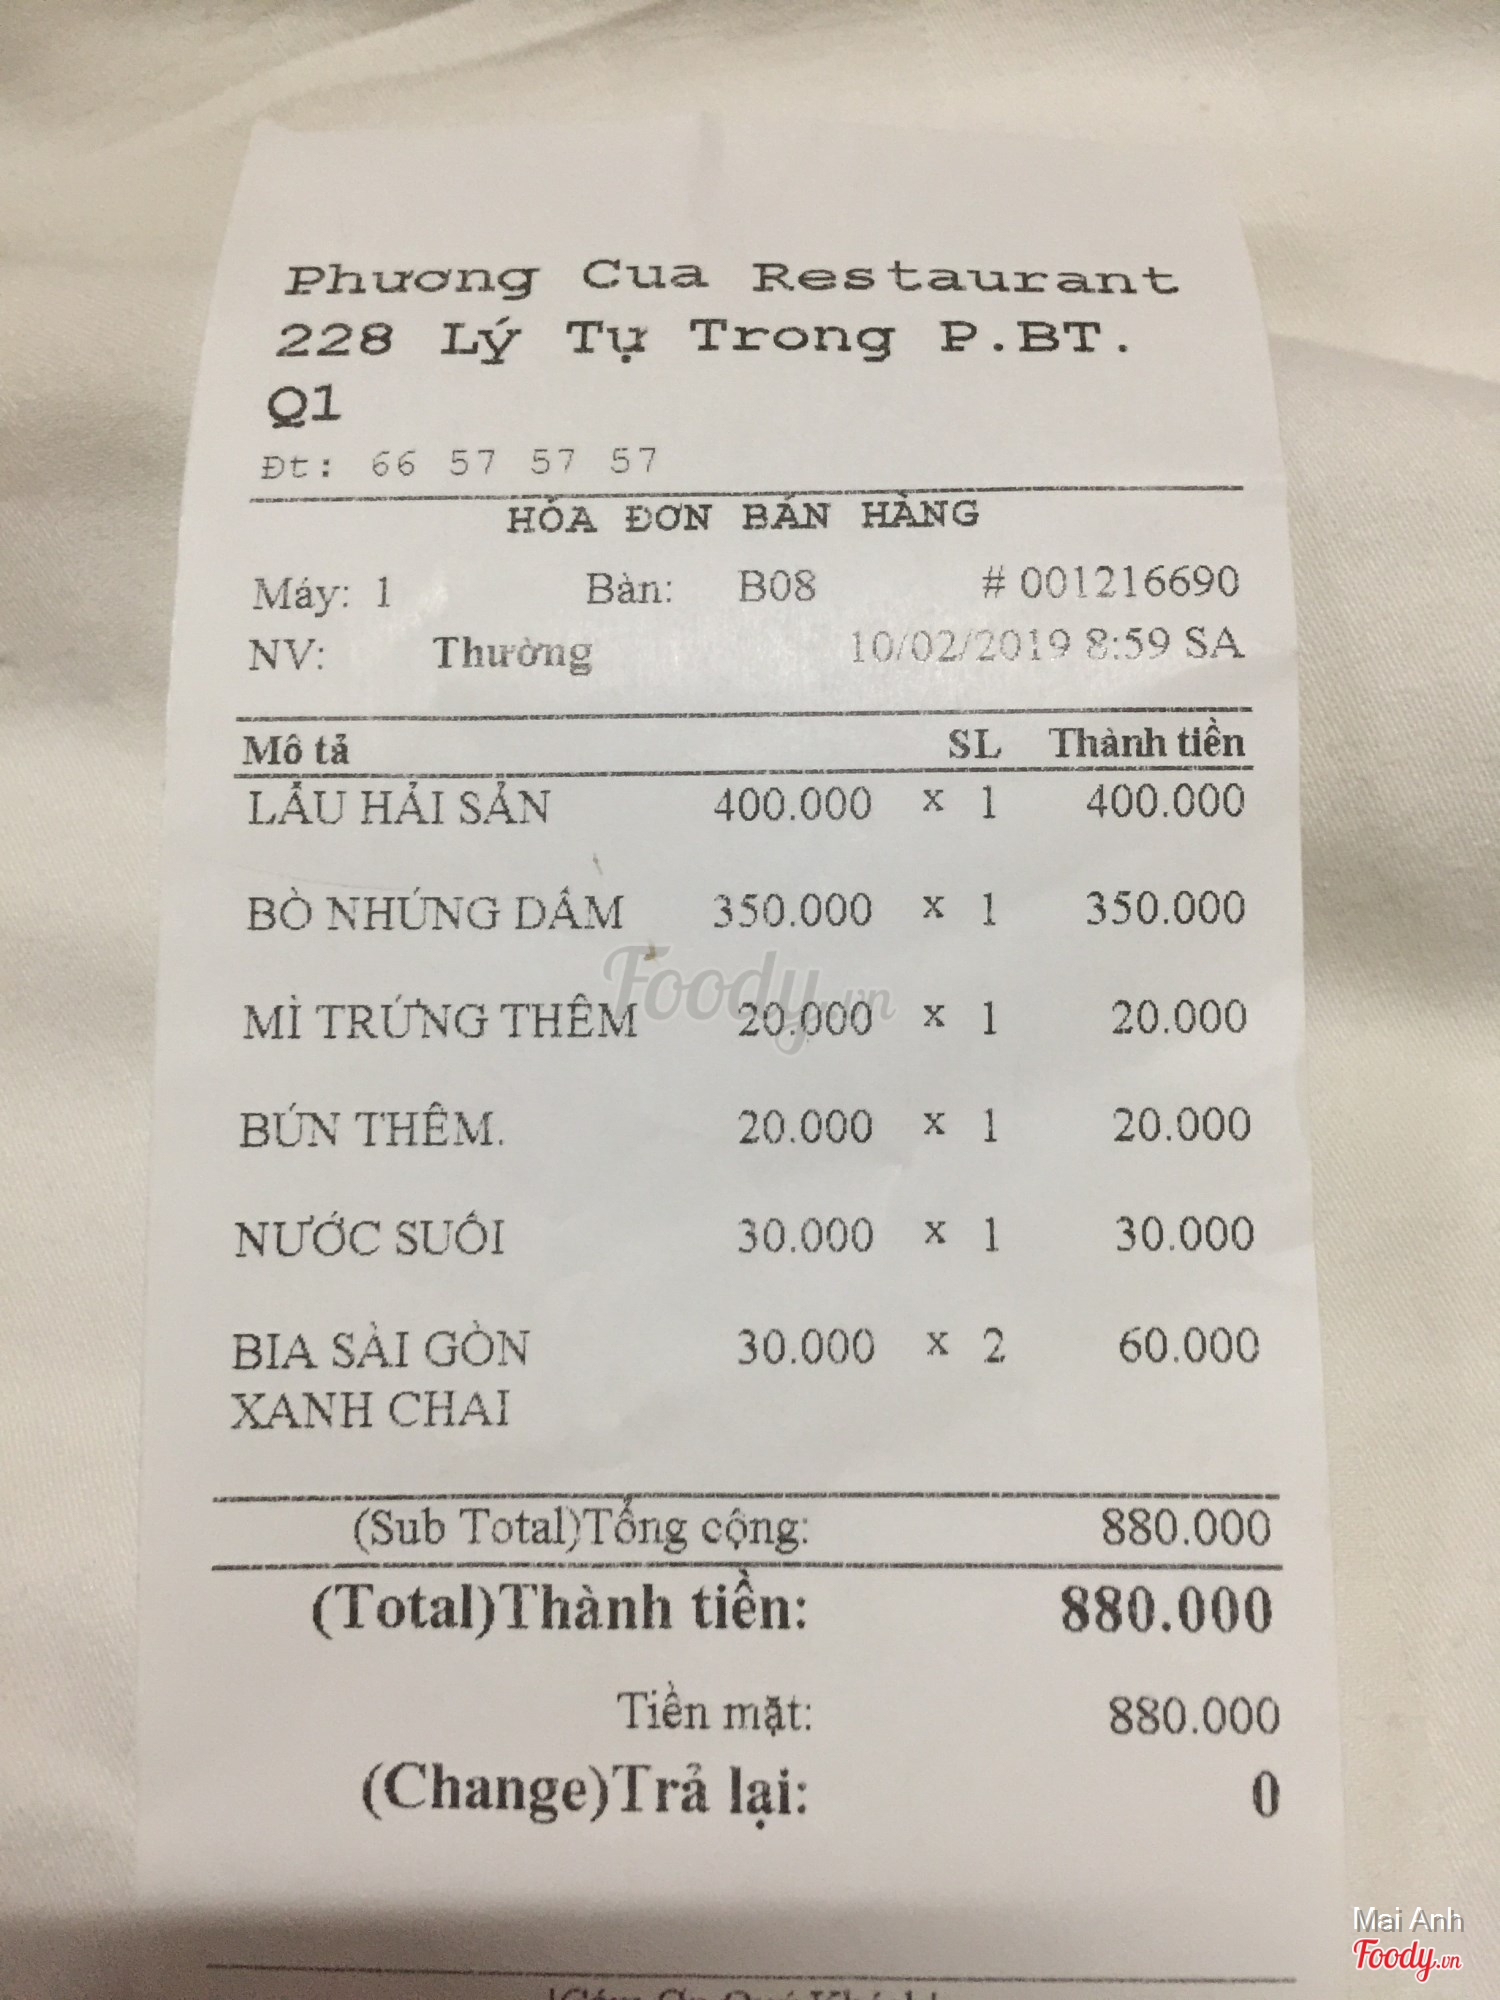 Phương Cua Restaurant
228 Lý Tự Trong P.BT.
Q1
Đt: 66 57 57 57
HÓA ĐƠN BÁN HÀNG
Máy: 1 Bàn: B08 # 001216690
NV: Thường 10/02/2019 8:59 SA
Mô tả SL Thành tiền
LẨU HẢI SẢN 400.000 x 1 400.000
BÒ NHÚNG DẤM 350.000 x 1 350.000
Foody.vn
MÌ TRỨNG THÊM 20.000 x 1 20.000
BÚN THÊM. 20.000 x 1 20.000
NƯỚC SUỐI 30.000 x 1 30.000
BIA SÀI GÒN 30.000 x 2 60.000
XANH CHAI
(Sub Total)Tổng cộng: 880.000
(Total)Thành tiền: 880.000
Tiền mặt: 880.000
(Change)Trả lại: 0
Mai Anh
Foody.vn